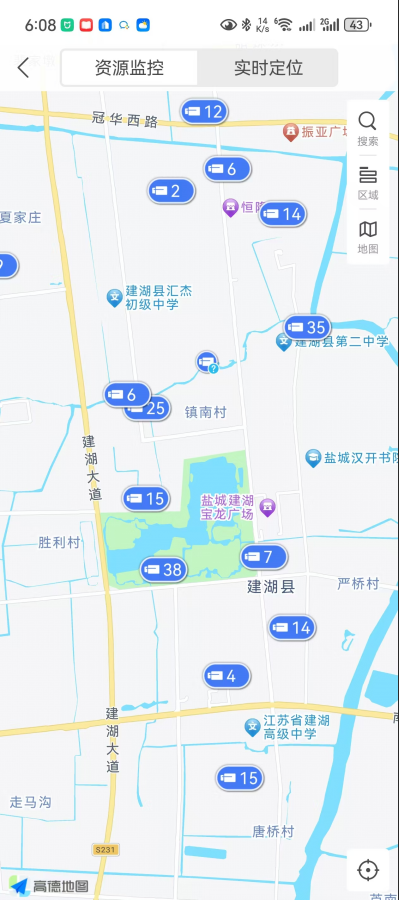 6:08
14
K/s
6
2G
43
资源监控
实时定位
冠华西路
12
振亚广场
搜索
6
2
区域
夏家庄
恒隆
14
地图
建湖县汇杰
初级中学
35
建湖县第二中学
6
25
镇南村
建湖大道
盐城汉开书院
15
盐城建湖
宝龙广场
胜利村
7
38
建湖县
严桥村
14
4
建湖大道
江苏省建湖
高级中学
15
走马沟
唐桥村
S231
高德地图